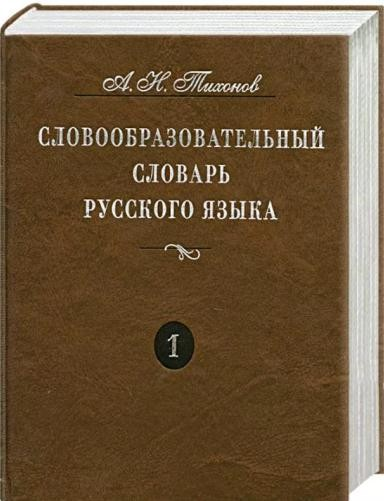 А. Н. Тихонов
СЛОВООБРАЗОВАТЕЛЬНЫЙ
СЛОВАРЬ
РУССКОГО ЯЗЫКА
1